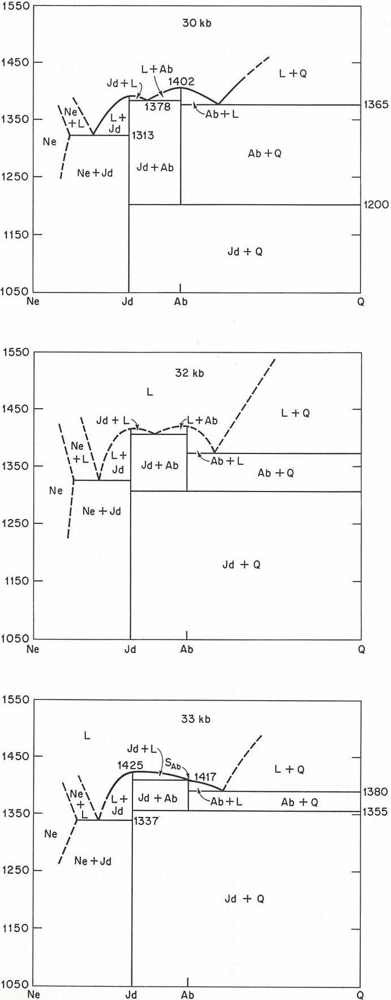 1550
30 kb
1450
L+Q
L+Ab
1402
Jd+L
1378
1365
Ne
+L
L+
Jd
Ab+L
1350
1313
Ne
Ab+Q
Jd+Ab
Ne+Jd
1250
1200
1150
Jd+Q
1050
Ne Jd Ab Q
1550
32 kb
L
1450
L+Q
Jd+L
L+Ab
Ne
+L
L+
Jd
Jd+Ab
Ab+L
1350
Ab+Q
Ne
Ne+Jd
1250
Jd+Q
1150
1050
Ne Jd Ab Q
1550
33 kb
L
1450
Jd+L
SAb
1425
1417
L+Q
Ne
+
L
L+
Jd
Jd+Ab
Ab+L
Ab+Q
1380
1355
1350
1337
Ne
Ne+Jd
1250
Jd+Q
1150
1050
Ne Jd Ab Q